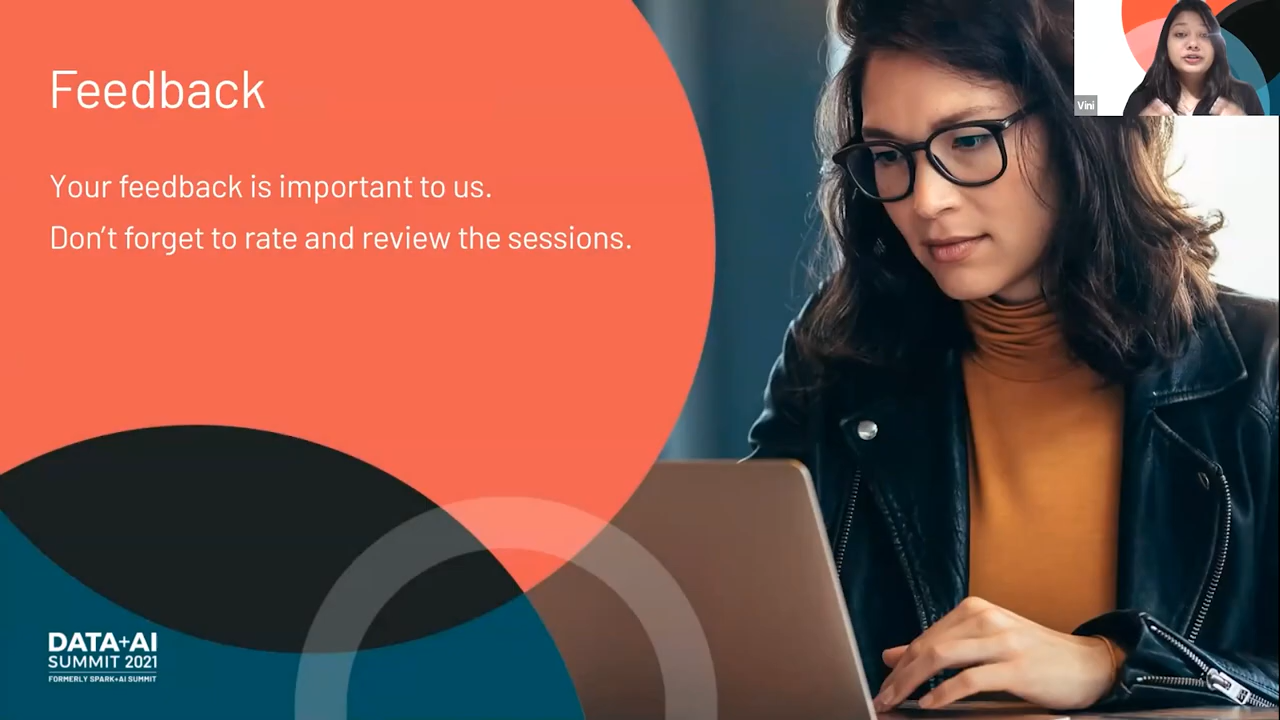 Feedback
Your feedback is important to us.
Don't forget to rate and review the sessions.
Vini
DATA+AI
SUMMIT 2021
FORMERLY SPARK+AI SUMMIT